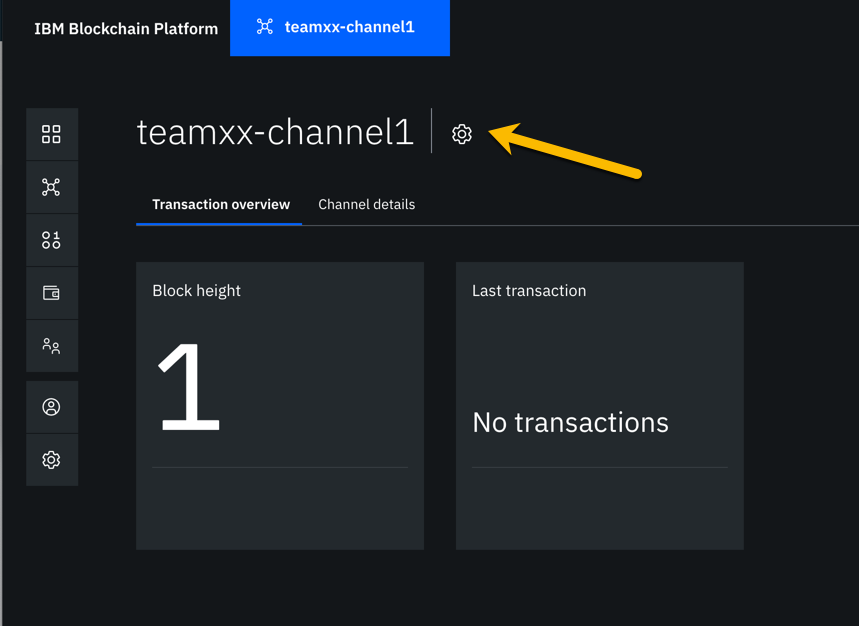 IBM Blockchain Platform
teamxx-channel1
teamxx-channel1
Transaction overview
Channel details
Block height
1
Last transaction
No transactions